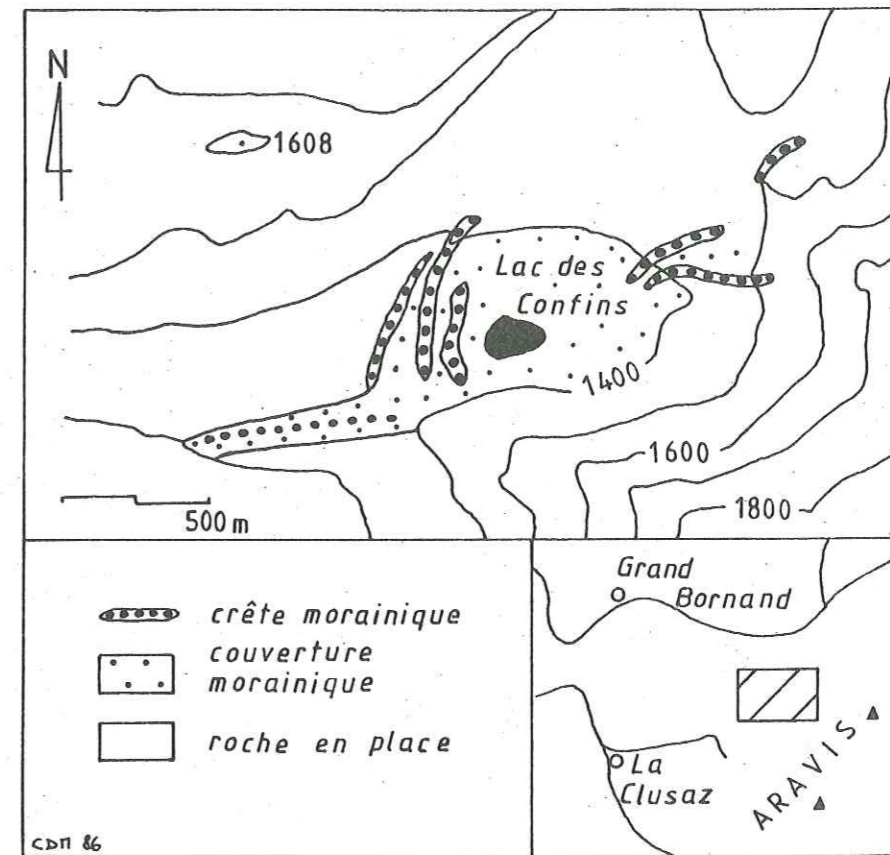 N
1608
Lac des
Confins
1400
1600
1800
500 m
crête morainique
couverture
morainique
roche en place
Grand
Bornand
La
Clusaz
ARAVIS
CDM 86